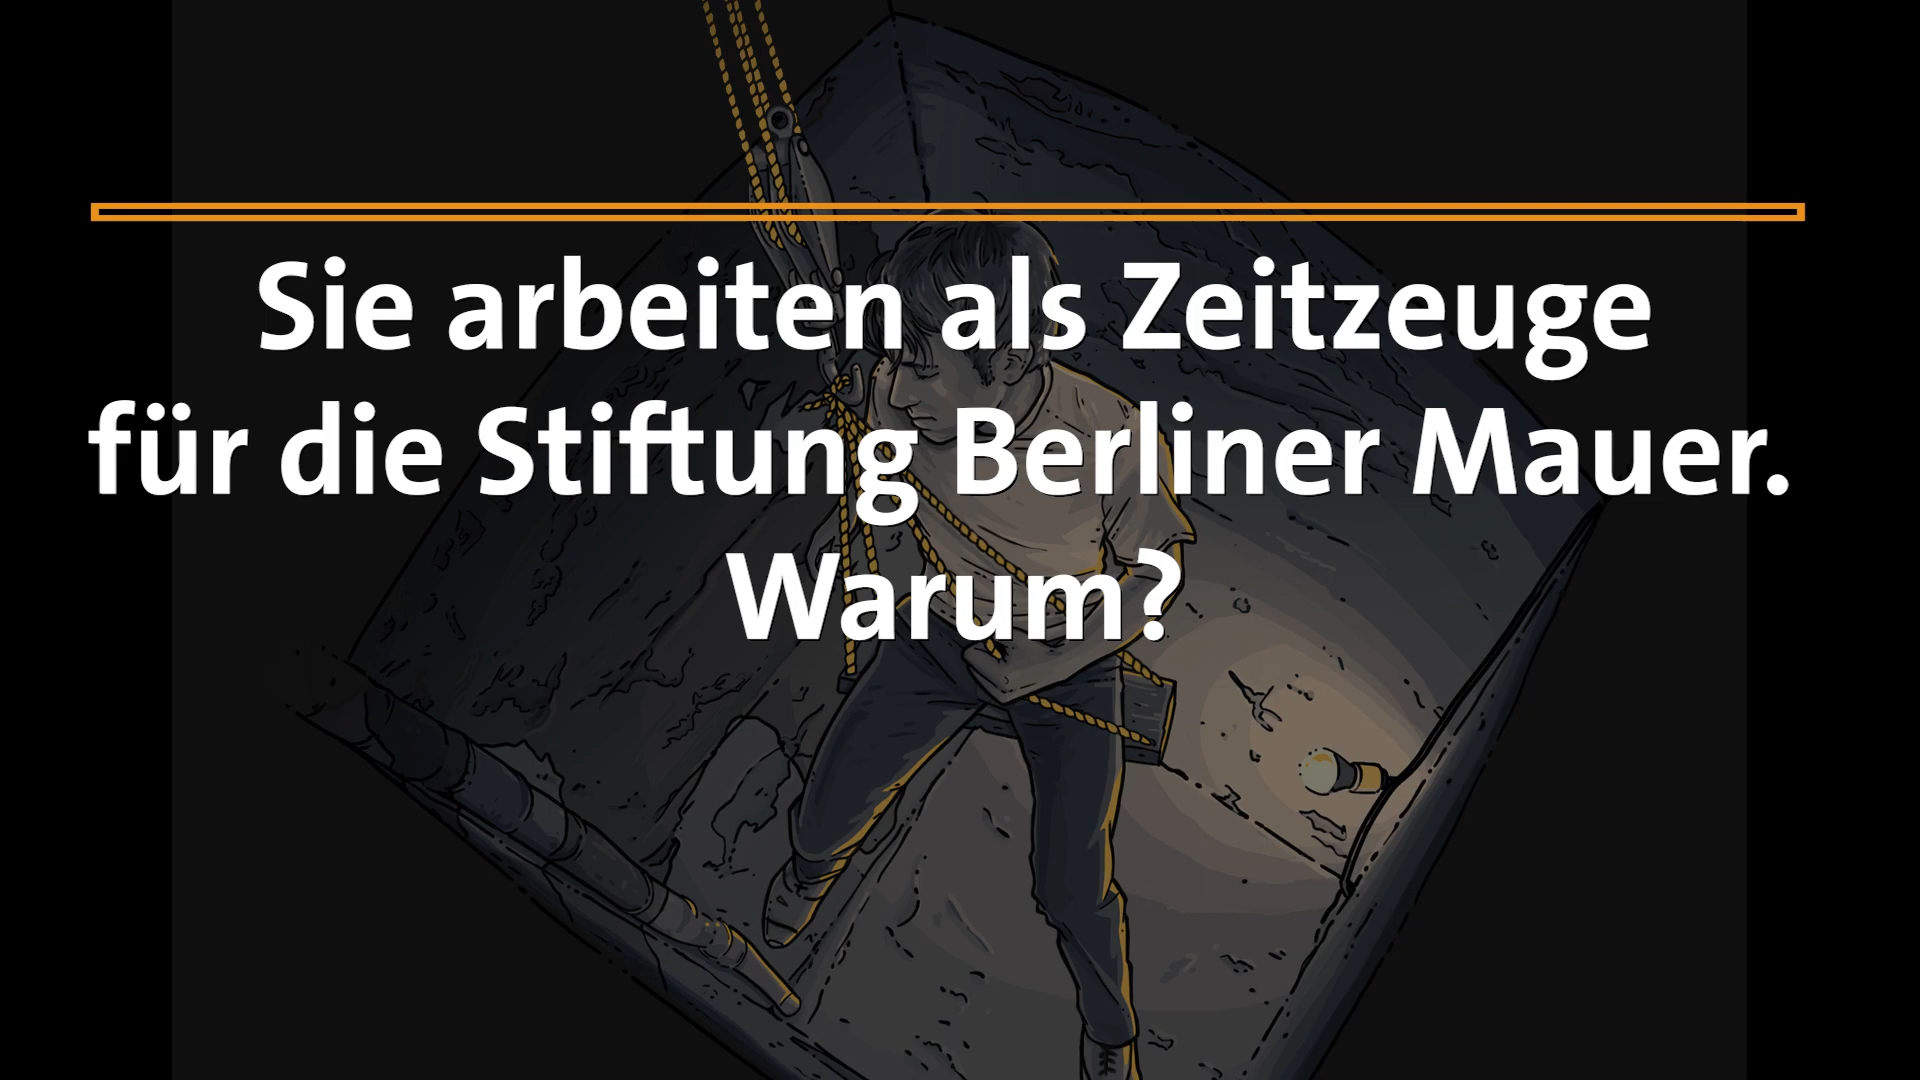 Sie arbeiten als Zeitzeuge
für die Stiftung Berliner Mauer.
Warum?